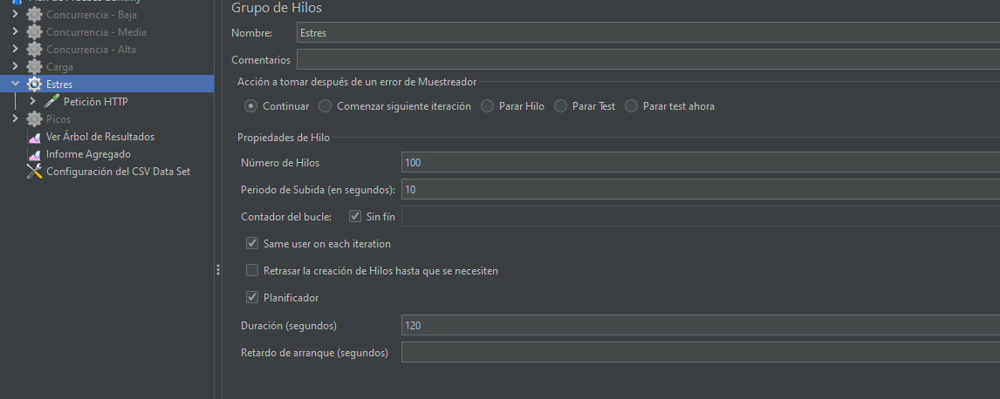 Concurrencia - Baja
Concurrencia - Media
Concurrencia - Alta
Carga
Estres
Petición HTTP
Picos
Ver Árbol de Resultados
Informe Agregado
Configuración del CSV Data Set
Grupo de Hilos
Nombre: Estres
Comentarios
Acción a tomar después de un error de Muestreador
Continuar Comenzar siguiente iteración Parar Hilo Parar Test Parar test ahora
Propiedades de Hilo
Número de Hilos 100
Periodo de Subida (en segundos): 10
Contador del bucle: Sin fín
Same user on each iteration
Retrasar la creación de Hilos hasta que se necesiten
Planificador
Duración (segundos) 120
Retardo de arranque (segundos)